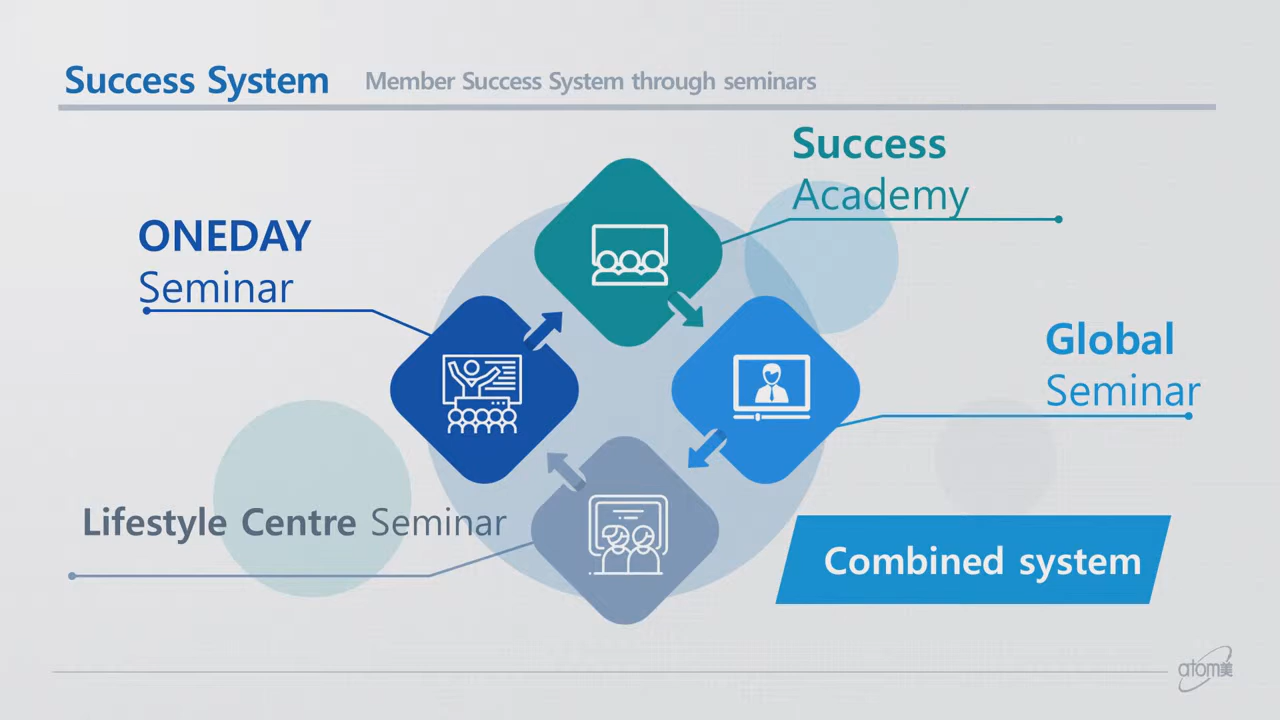 Success System
Member Success System through seminars
Success
Academy
ONEDAY
Seminar
Global
Seminar
Lifestyle Centre Seminar
Combined system
atom美